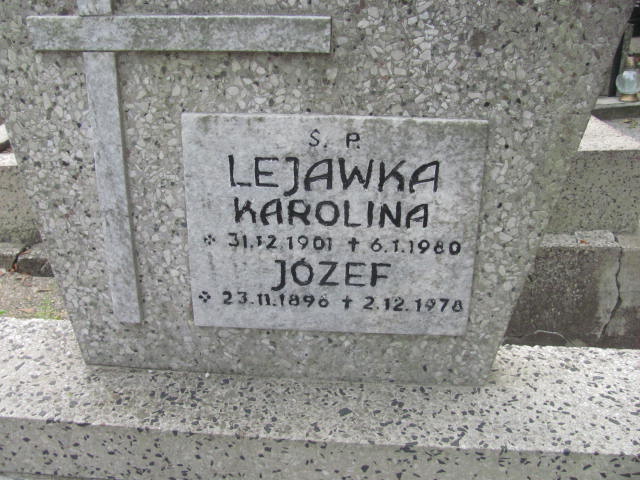 Ś. P.
LEJAWKA
KAROLINA
* 31.12.1901 † 6.1.1980
JÓZEF
* 23.11.1896 † 2.12.1978